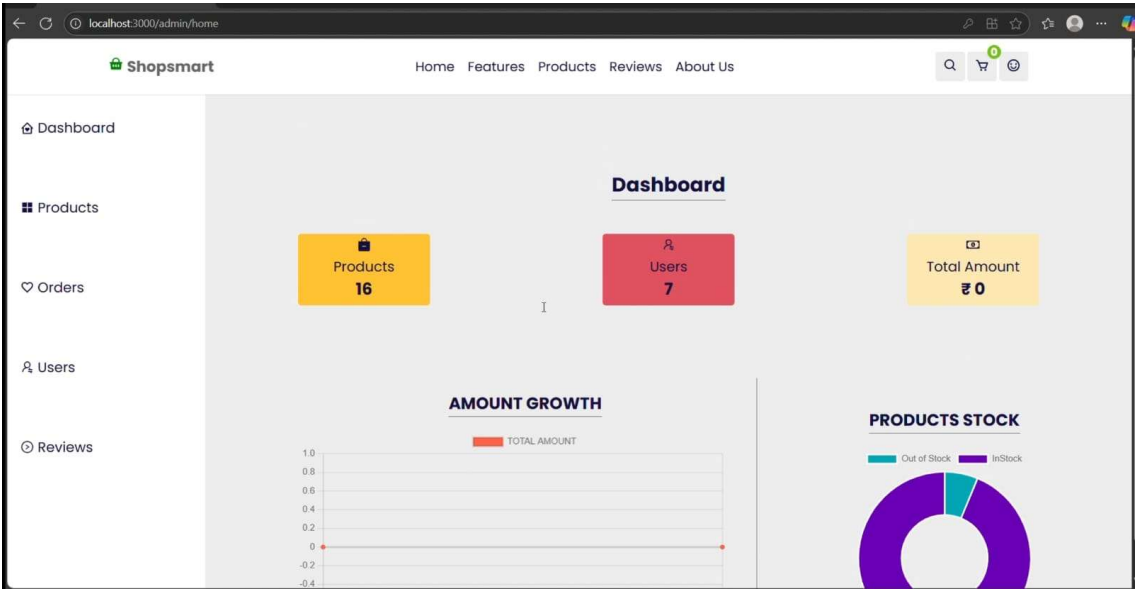 localhost:3000/admin/home
Shopsmart
Home Features Products Reviews About Us
0
Dashboard
Products
Orders
Users
Reviews
Dashboard
Products
16
Users
7
Total Amount
₹ 0
AMOUNT GROWTH
TOTAL AMOUNT
1.0
0.8
0.6
0.4
0.2
0
-0.2
-0.4
PRODUCTS STOCK
Out of Stock InStock